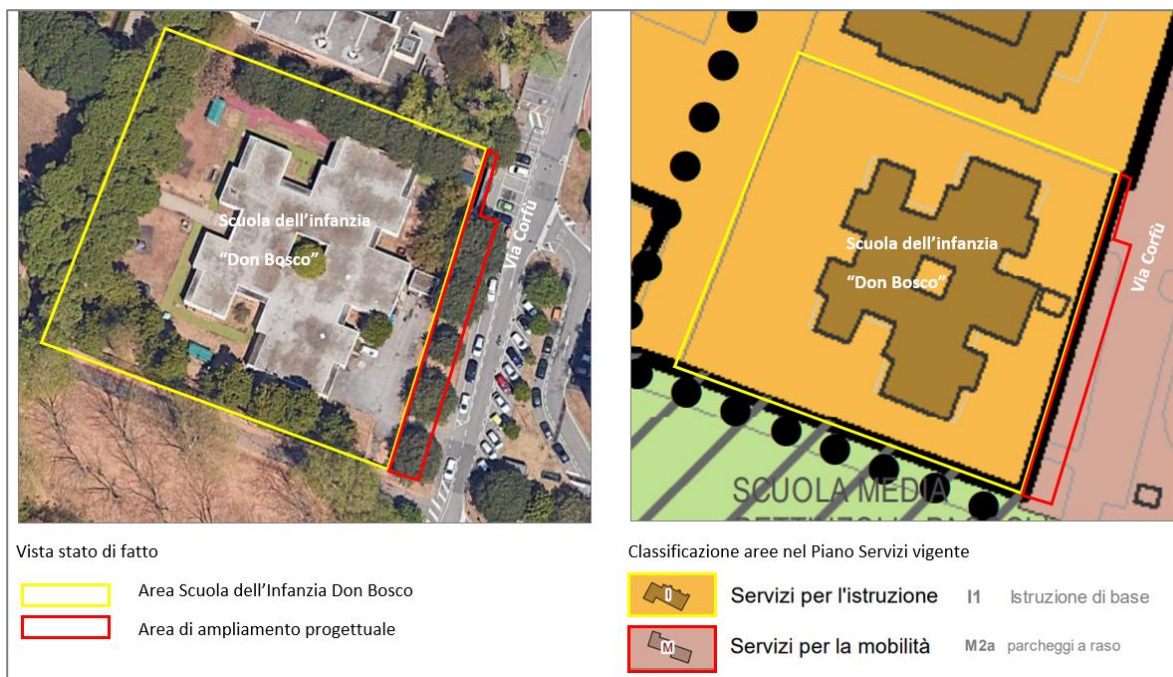 Scuola dell'infanzia
"Don Bosco"
Via Corfù
Scuola dell'infanzia
"Don Bosco"
Via Corfù
SCUOLA MEDIA
Vista stato di fatto
Area Scuola dell'Infanzia Don Bosco
Area di ampliamento progettuale
Classificazione aree nel Piano Servizi vigente
I Servizi per l'istruzione I1 Istruzione di base
M Servizi per la mobilità M2a parcheggi a raso